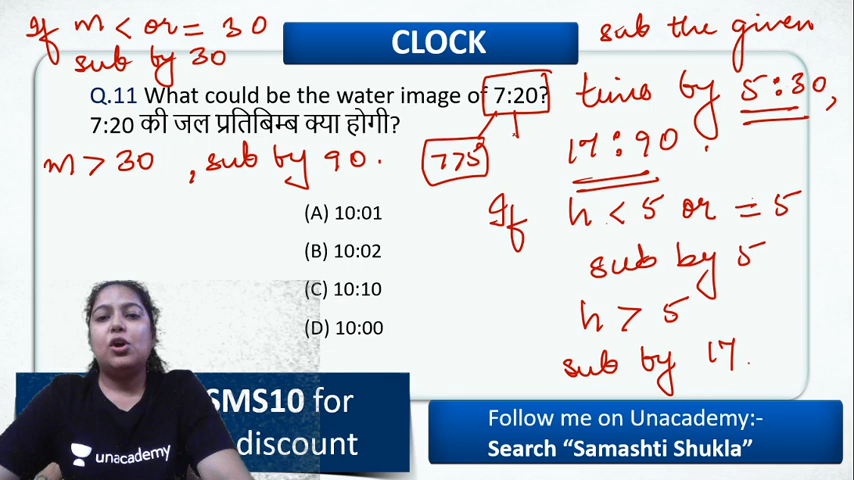 If m < or = 30
sub by 30
CLOCK
sub the given
Q.11 What could be the water image of 7:20?
times by 5:30,
7:20 की जल प्रतिबिम्ब क्या होगी?
17:90.
m > 30, sub by 90.
775
If h < 5 or = 5
sub by 5
h > 5
sub by 17.
(A) 10:01
(B) 10:02
(C) 10:10
(D) 10:00
SMS10 for
discount
unacademy
Follow me on Unacademy:-
Search “Samashti Shukla”